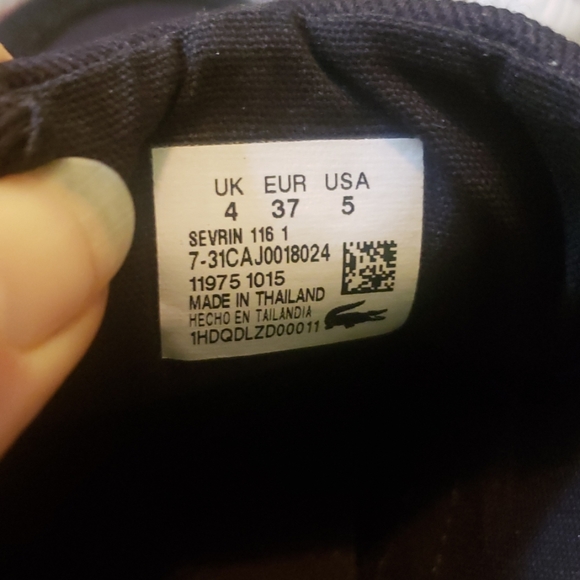 UK EUR USA
4 37 5
SEVRIN 116 1
7-31CAJ0018024
11975 1015
MADE IN THAILAND
HECHO EN TAILANDIA
1HDQDLZD00011